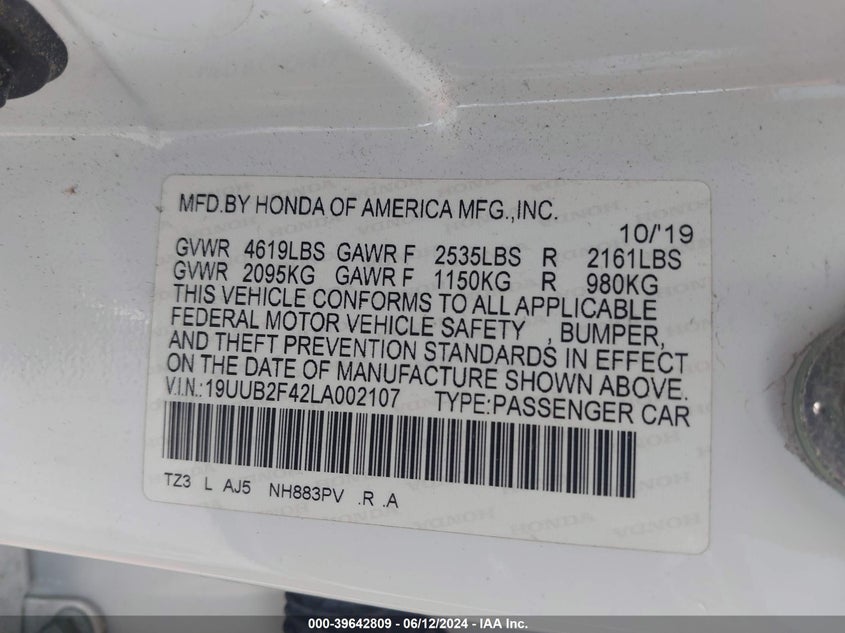 MFD.BY HONDA OF AMERICA MFG.,INC.
10/'19
GVWR 4619LBS GAWR F 2535LBS R 2161LBS
GVWR 2095KG GAWR F 1150KG R 980KG
THIS VEHICLE CONFORMS TO ALL APPLICABLE
FEDERAL MOTOR VEHICLE SAFETY , BUMPER,
AND THEFT PREVENTION STANDARDS IN EFFECT
ON THE DATE OF MANUFACTURE SHOWN ABOVE.
V.I.N.:19UUB2F42LA002107 TYPE:PASSENGER CAR
TZ3 L AJ5 NH883PV .R .A
000-39642809 - 06/12/2024 - IAA Inc.